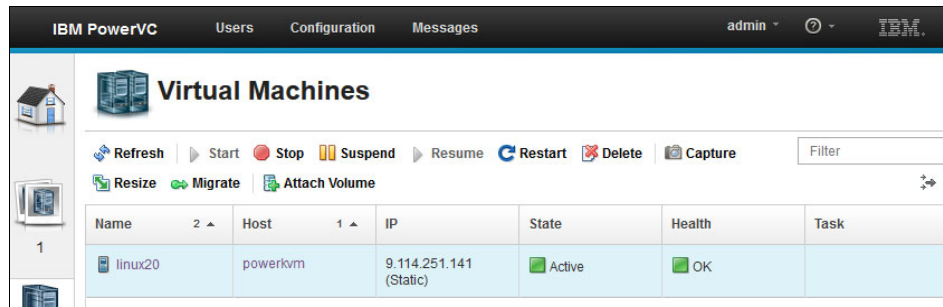 IBM PowerVC Users Configuration Messages admin ? IBM.
Virtual Machines
Refresh Start Stop Suspend Resume Restart Delete Capture Filter
Resize Migrate Attach Volume
Name 2 Host 1 IP State Health Task
1
linux20 powerkvm 9.114.251.141 Active OK
(Static)